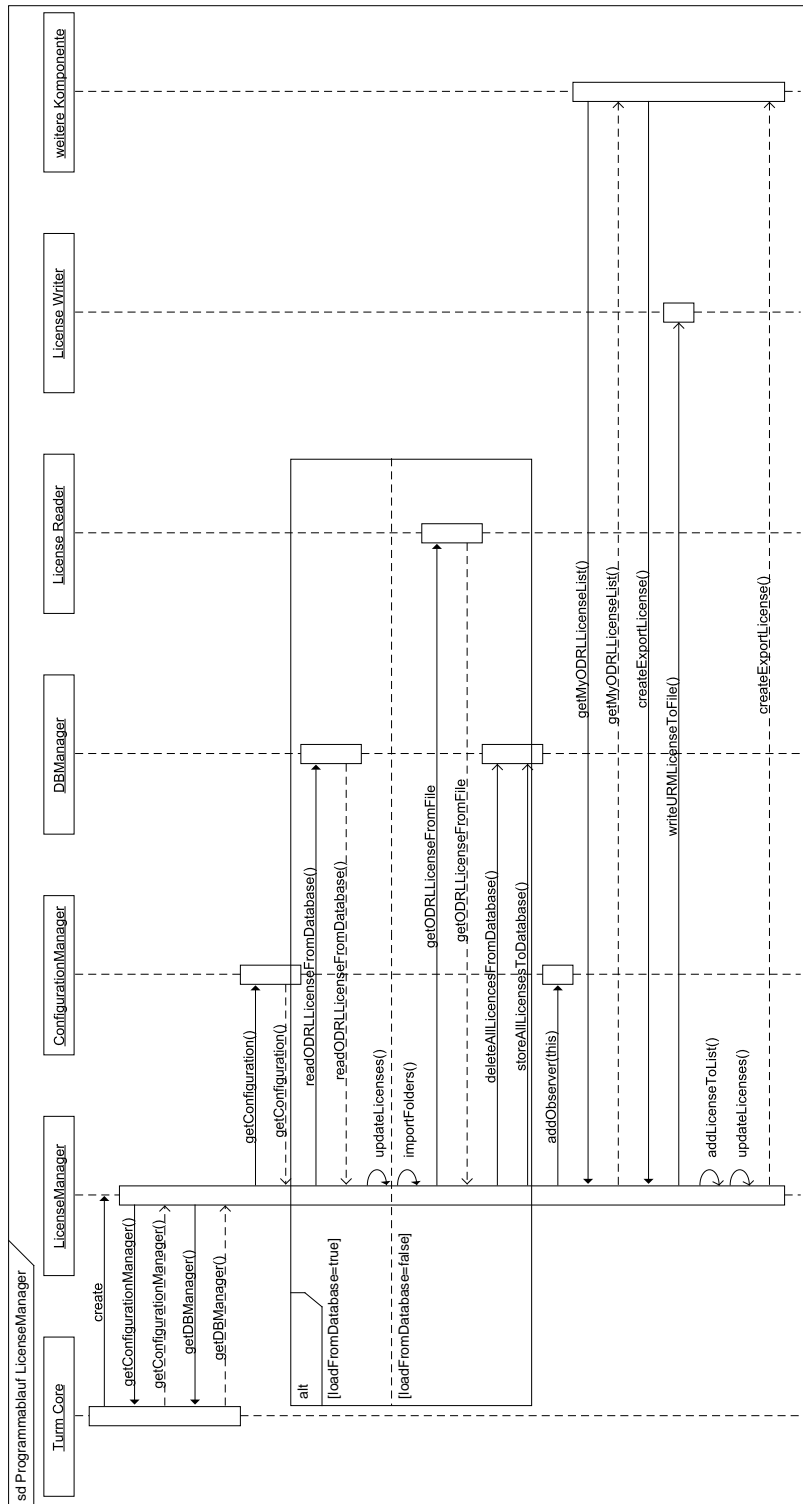 sd Programmablauf LicenseManager
Turm Core
LicenseManager
ConfigurationManager
DBManager
License Reader
License Writer
weitere Komponente
create
getConfigurationManager()
getConfigurationManager()
getDBManager()
getDBManager()
getConfiguration()
getConfiguration()
alt
[loadFromDatabase=true]
readODRLLicenseFromDatabase()
readODRLLicenseFromDatabase()
updateLicenses()
[loadFromDatabase=false]
importFolders()
getODRLLicenseFromFile
getODRLLicenseFromFile
deleteAllLicencesFromDatabase()
storeAllLicensesToDatabase()
addObserver(this)
getMyODRLLicenseList()
getMyODRLLicenseList()
createExportLicense()
writeURMLicenseToFile()
addLicenseToList()
updateLicenses()
createExportLicense()